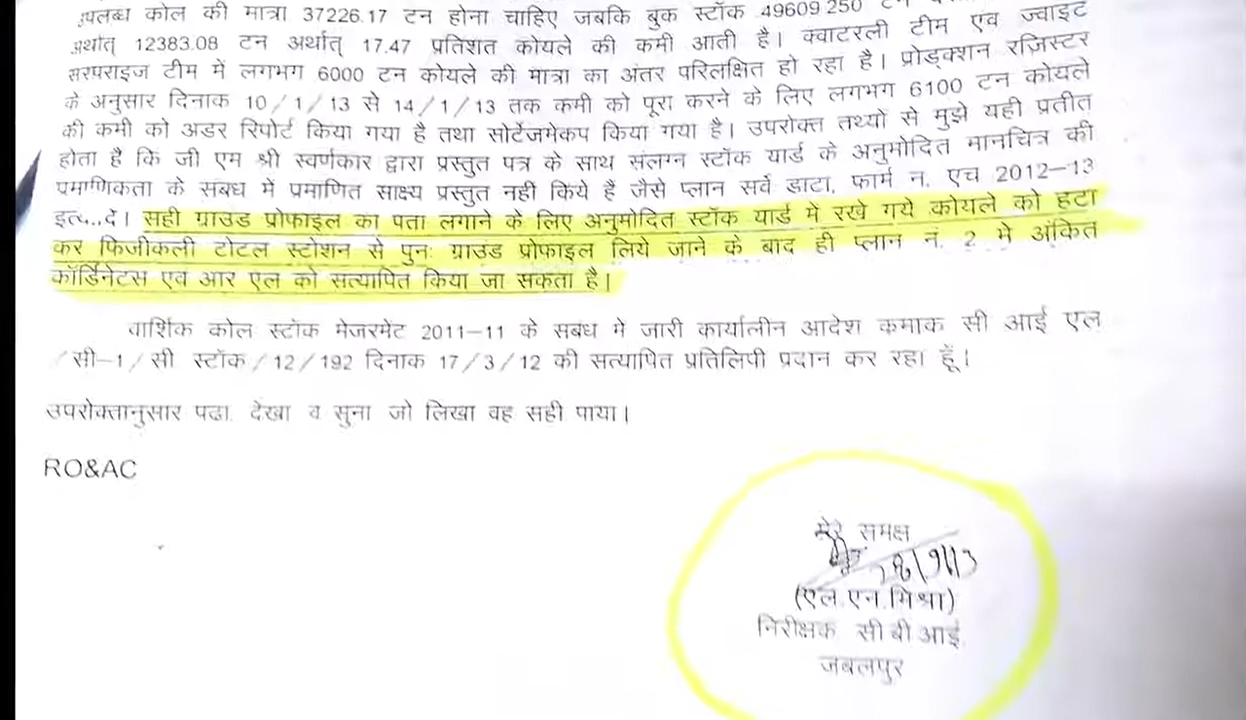 उपलब्ध कोल की मात्रा 37226.17 टन होना चाहिए जबकि बुक स्टॉक 49609.250 टन
अर्थात् 12383.08 टन अर्थात् 17.47 प्रतिशत कोयले की कमी आती है। क्वाटरली टीम एव ज्वाइट
सरपराइज टीम में लगभग 6000 टन कोयले की मात्रा का अंतर परिलक्षित हो रहा है। प्रोड्क्शन रज़िस्टर
के अनुसार दिनाक 10/1/13 से 14/1/13 तक कमी को पूरा करने के लिए लगभग 6100 टन कोयले
की कमी को अडर रिपोर्ट किया गया है तथा सोर्टेजमेकप किया गया है। उपरोक्त तथ्यों से मुझे यही प्रतीत
होता है कि जी एम श्री स्वर्णकार द्वारा प्रस्तुत पत्र के साथ संलग्न स्टॉक यार्ड के अनुमोदित मानचित्र की
प्रमाणिकता के सबध में प्रमाणित साक्ष्य प्रस्तुत नही किये है जैसे प्लान सर्वे डाटा, फार्म न. एच 2012–13
इत्य..दे। सही ग्राउड प्रोफाइल का पता लगाने के लिए अनुमोदित स्टॉक यार्ड में रखे गये कोयले को हटा
कर फिजीकली टोटल स्टोशन से पुनः ग्राउंड प्रोफाइल लिये जाने के बाद ही प्लान नं. 2 मे अंकित
कॉर्डिनेटस एव आर एल को सत्यापित किया जा सकता है।
वार्शिक कोल स्टॉक मेजरमेंट 2011–11 के सबंध मे जारी कार्यालीन आदेश कमाक सी आई एल
/सी–1/सी स्टॉक/12/192 दिनाक 17/3/12 की सत्यापित प्रतिलिपी प्रदान कर रहा हूँ।
उपरोक्तानुसार पढा. देखा व सुना जो लिखा वह सही पाया।
RO&AC
मेरे समक्ष
(एल.एन.मिश्रा)
निरीक्षक सी बी आई
जबलपुर